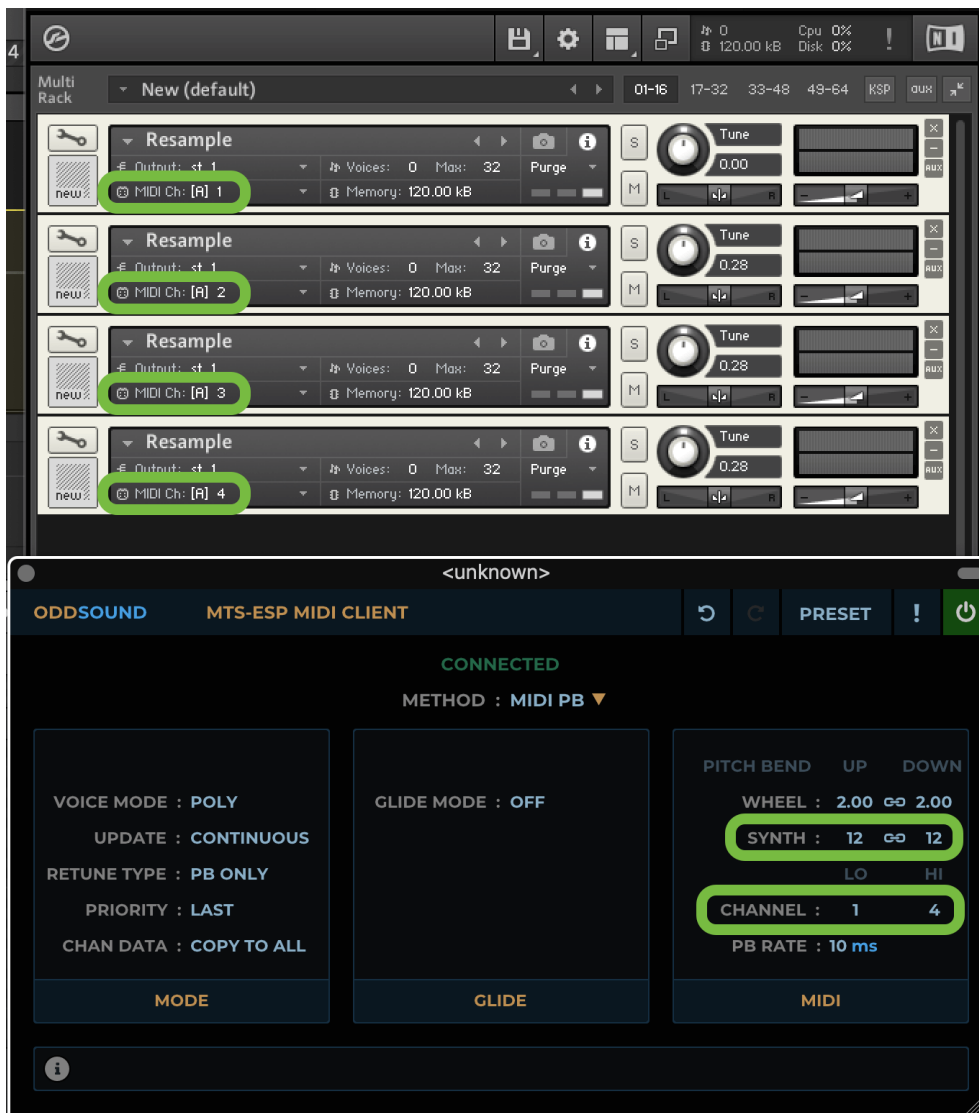 4
0 Cpu 0%
120.00 kB Disk 0% ! NI
Multi
Rack New (default) 01-16 17-32 33-48 49-64 KSP aux
Resample i S Tune
Output: st. 1 Voices: 0 Max: 32 Purge 0.00 AUX
new MIDI Ch: [A] 1 Memory: 120.00 kB M L R - +
Resample i S Tune
Output: st. 1 Voices: 0 Max: 32 Purge 0.28 AUX
new MIDI Ch: [A] 2 Memory: 120.00 kB M L R - +
Resample i S Tune
Output: st. 1 Voices: 0 Max: 32 Purge 0.28 AUX
new MIDI Ch: [A] 3 Memory: 120.00 kB M L R - +
Resample i S Tune
Output: st. 1 Voices: 0 Max: 32 Purge 0.28 AUX
new MIDI Ch: [A] 4 Memory: 120.00 kB M L R - +
<unknown>
ODDSOUND MTS-ESP MIDI CLIENT PRESET !
CONNECTED
METHOD : MIDI PB
PITCH BEND UP DOWN
VOICE MODE : POLY GLIDE MODE : OFF WHEEL : 2.00 2.00
UPDATE : CONTINUOUS SYNTH : 12 12
RETUNE TYPE : PB ONLY LO HI
PRIORITY : LAST CHANNEL : 1 4
CHAN DATA : COPY TO ALL PB RATE : 10 ms
MODE GLIDE MIDI
i